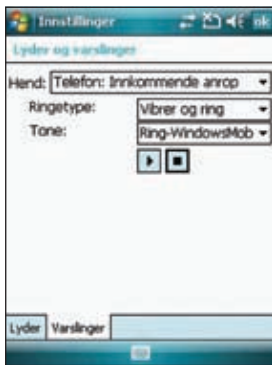 Innstillinger ok
Lyder og varslinger
Hend: Telefon: Innkommende anrop
Ringetype: Vibrer og ring
Tone: Ring-WindowsMob
Lyder Varslinger